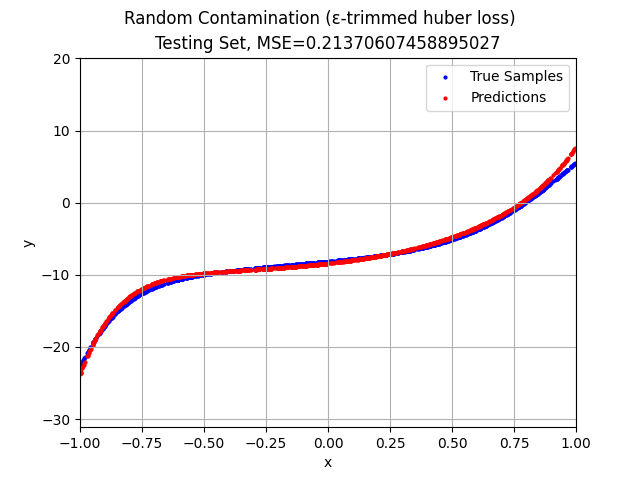 Random Contamination (ε-trimmed huber loss)
Testing Set, MSE=0.21370607458895027
True Samples
Predictions
20
10
0
−10
−20
−30
y
−1.00 −0.75 −0.50 −0.25 0.00 0.25 0.50 0.75 1.00
x